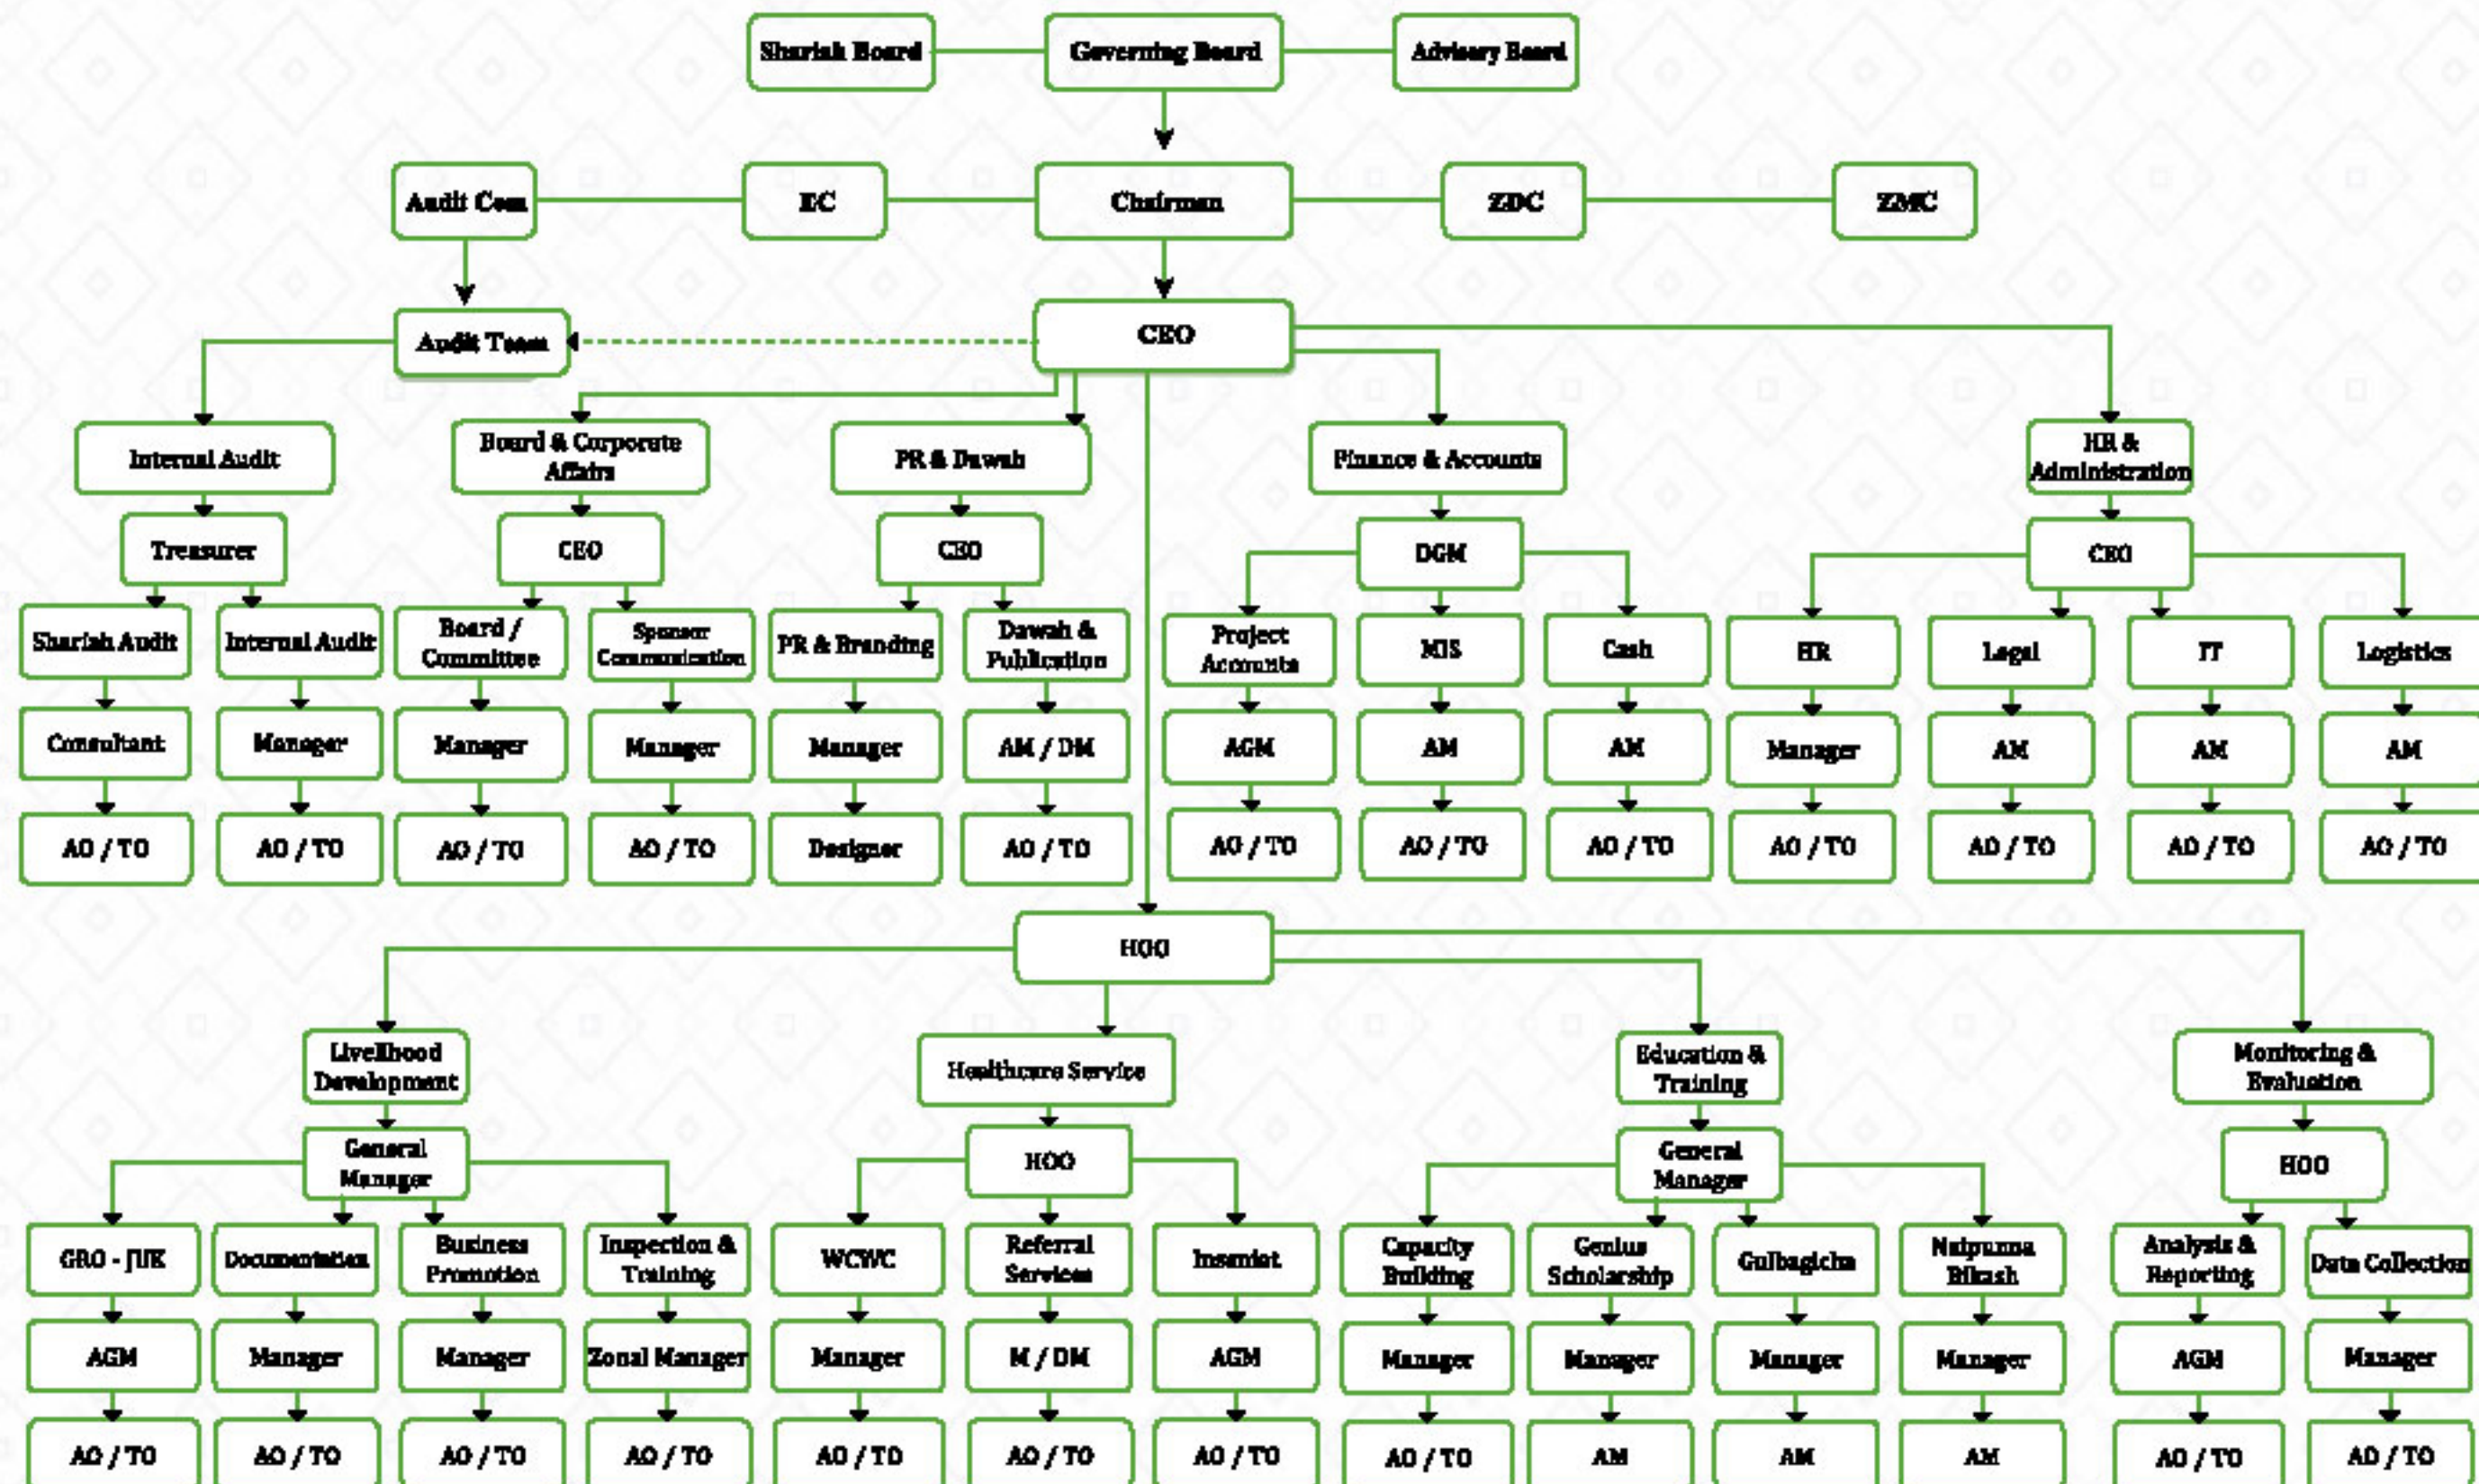 Shariah Board
Governing Board
Advisory Board
Audit Com
EC
Chairman
ZDC
ZMC
Audit Team
CEO
Internal Audit
Board & Corporate
Affairs
PR & Dawah
Finance & Accounts
HR &
Administration
Treasurer
CEO
CEO
DGM
CEO
Shariah Audit
Internal Audit
Board /
Committee
Sponsor
Communication
PR & Branding
Dawah &
Publication
Project
Accounts
MIS
Cash
HR
Legal
IT
Logistics
Consultant
Manager
Manager
Manager
Manager
AM / DM
AGM
AM
AM
Manager
AM
AM
AM
AO / TO
AO / TO
AO / TO
AO / TO
Designer
AO / TO
AO / TO
AO / TO
AO / TO
AO / TO
AO / TO
AO / TO
AO / TO
HOO
Livelihood
Development
Healthcare Service
Education &
Training
Monitoring &
Evaluation
General
Manager
HOO
General
Manager
HOO
GRO - JUK
Documentation
Business
Promotion
Inspection &
Training
WCWC
Referral
Services
Insaniat
Capacity
Building
Genius
Scholarship
Gulbagicha
Naipunna
Bikash
Analysis &
Reporting
Data Collection
AGM
Manager
Manager
Zonal Manager
Manager
M / DM
AGM
Manager
Manager
Manager
Manager
AGM
Manager
AO / TO
AO / TO
AO / TO
AO / TO
AO / TO
AO / TO
AO / TO
AO / TO
AM
AM
AM
AO / TO
AO / TO